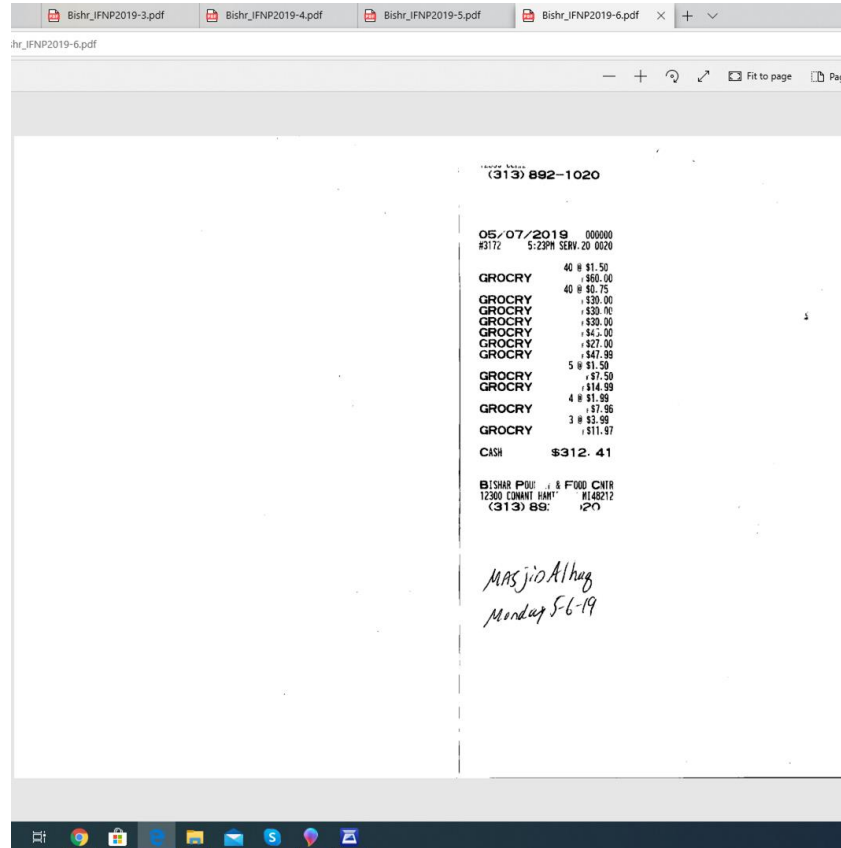 Bishr_IFNP2019-3.pdf Bishr_IFNP2019-4.pdf Bishr_IFNP2019-5.pdf Bishr_IFNP2019-6.pdf
hr_IFNP2019-6.pdf
Fit to page
(313) 892-1020
05/07/2019 000000
#3172 5:23PM SERV.20 0020
40 @ $1.50
GROCRY $60.00
40 @ $0.75
GROCRY $30.00
GROCRY $30.00
GROCRY $30.00
GROCRY $45.00
GROCRY $27.00
GROCRY $47.99
5 @ $1.50
GROCRY $7.50
GROCRY $14.99
4 @ $1.99
GROCRY $7.96
3 @ $3.99
GROCRY $11.97
CASH $312.41
BISHAR & FOOD CNTR
12300 CONANT MI48212
(313)
MASjiD Alhaq
Monday 5-6-19